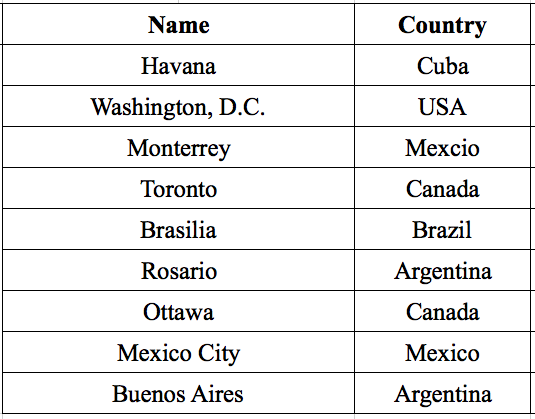 Name Country
Havana Cuba
Washington, D.C. USA
Monterrey Mexcio
Toronto Canada
Brasilia Brazil
Rosario Argentina
Ottawa Canada
Mexico City Mexico
Buenos Aires Argentina